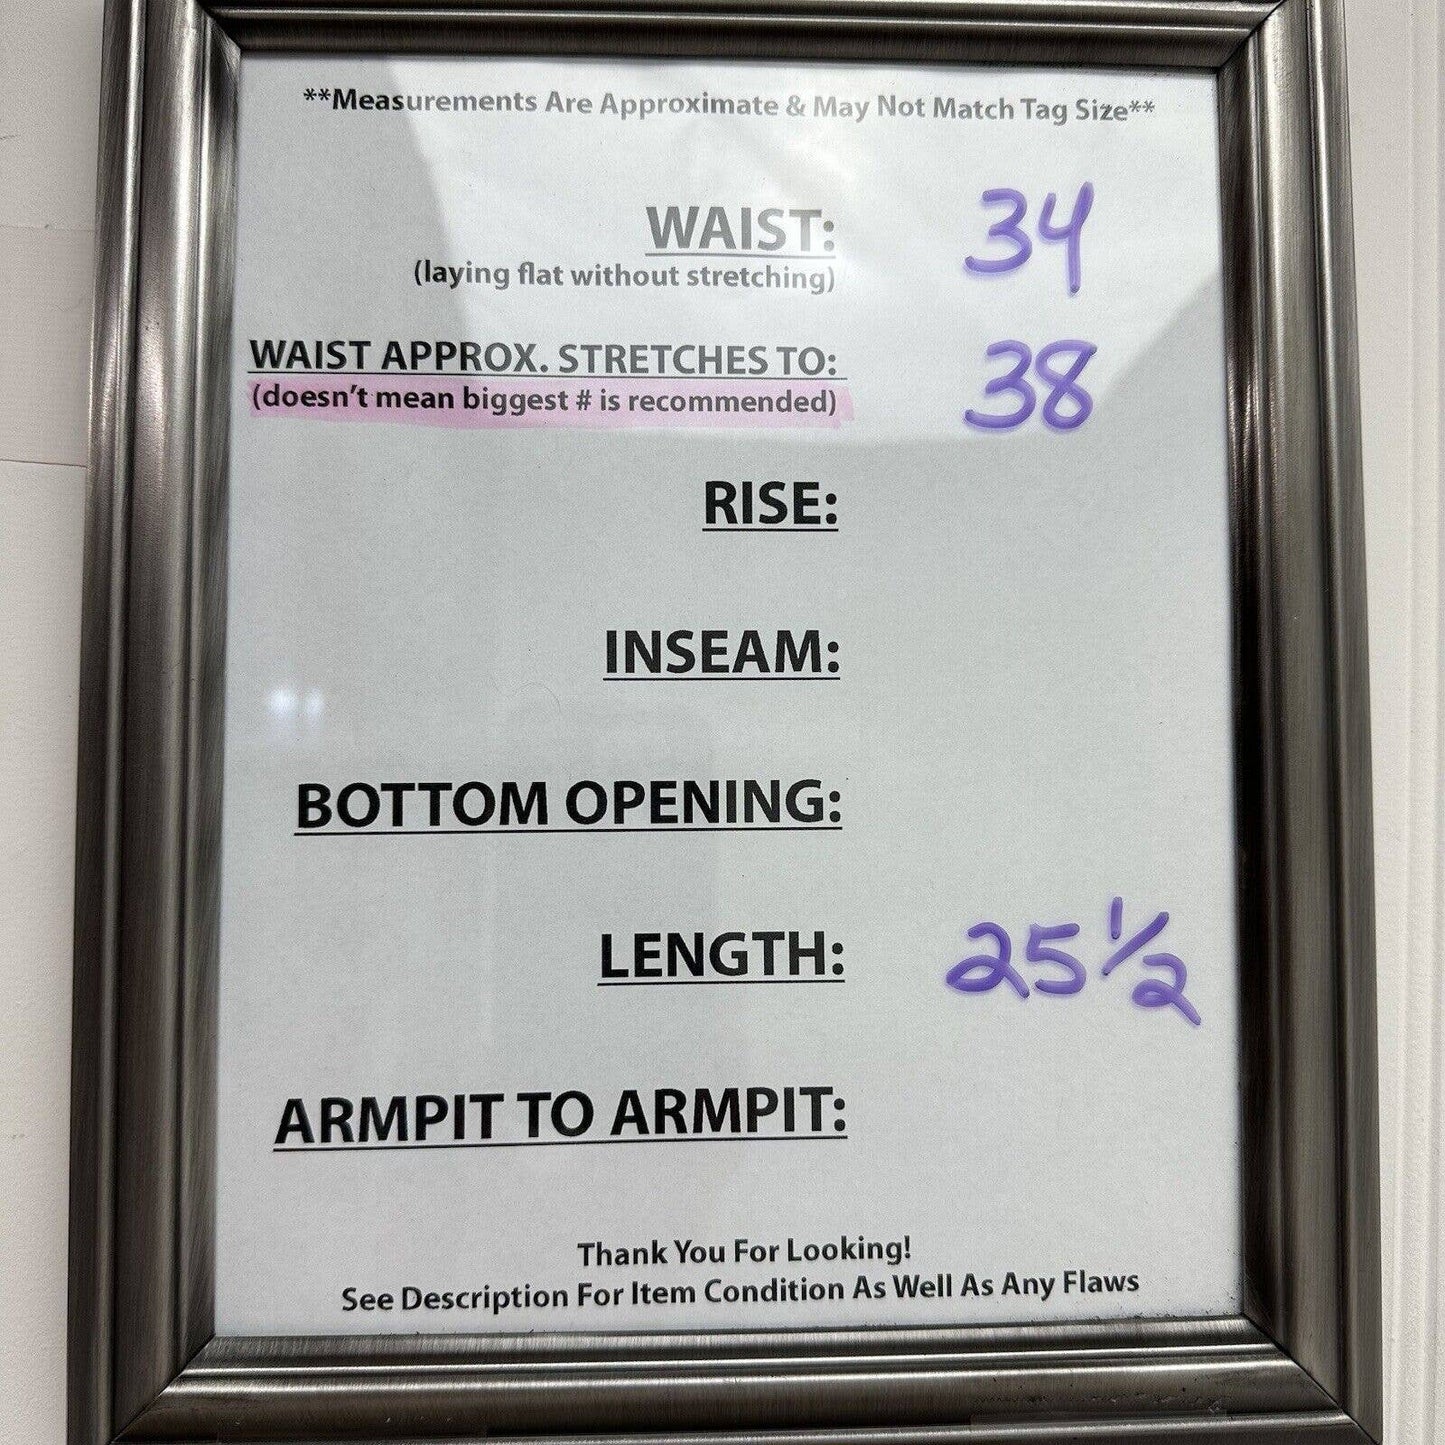 **Measurements Are Approximate & May Not Match Tag Size**
WAIST: 34
(laying flat without stretching)
WAIST APPROX. STRETCHES TO: 38
(doesn't mean biggest # is recommended)
RISE:
INSEAM:
BOTTOM OPENING:
LENGTH: 25 1/2
ARMPIT TO ARMPIT:
Thank You For Looking!
See Description For Item Condition As Well As Any Flaws